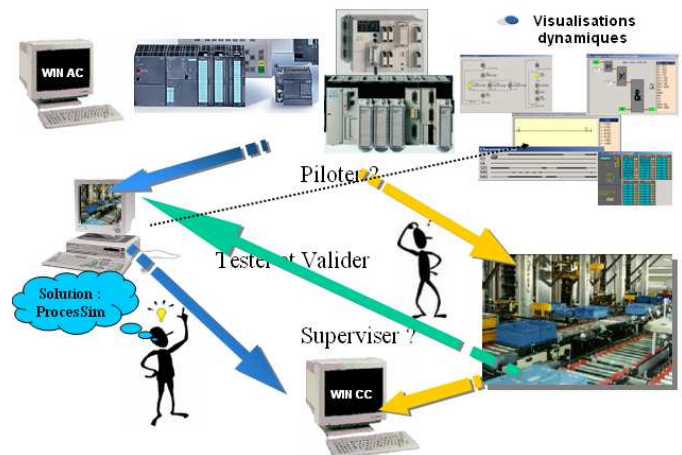 Visualisations
dynamiques
WIN AC
Piloter ?
Tester et Valider
Solution :
ProcesSim
Superviser ?
WIN CC